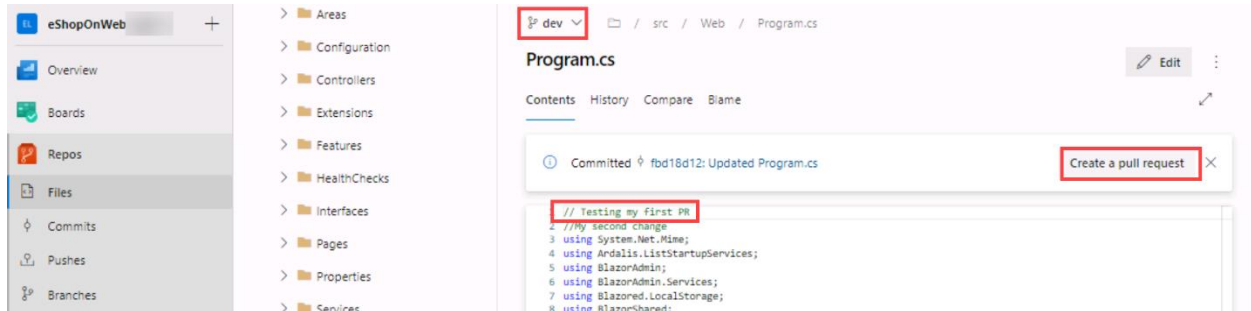 EL eShopOnWeb +
Overview
Boards
Repos
Files
Commits
Pushes
Branches
> Areas
> Configuration
> Controllers
> Extensions
> Features
> HealthChecks
> Interfaces
> Pages
> Properties
> Services
dev / src / Web / Program.cs
Program.cs
Edit
Contents History Compare Blame
Committed fbd18d12: Updated Program.cs
Create a pull request
1 // Testing my first PR
2 //My second change
3 using System.Net.Mime;
4 using Ardalis.ListStartupServices;
5 using BlazorAdmin;
6 using BlazorAdmin.Services;
7 using Blazored.LocalStorage;
8 using BlazorShared;